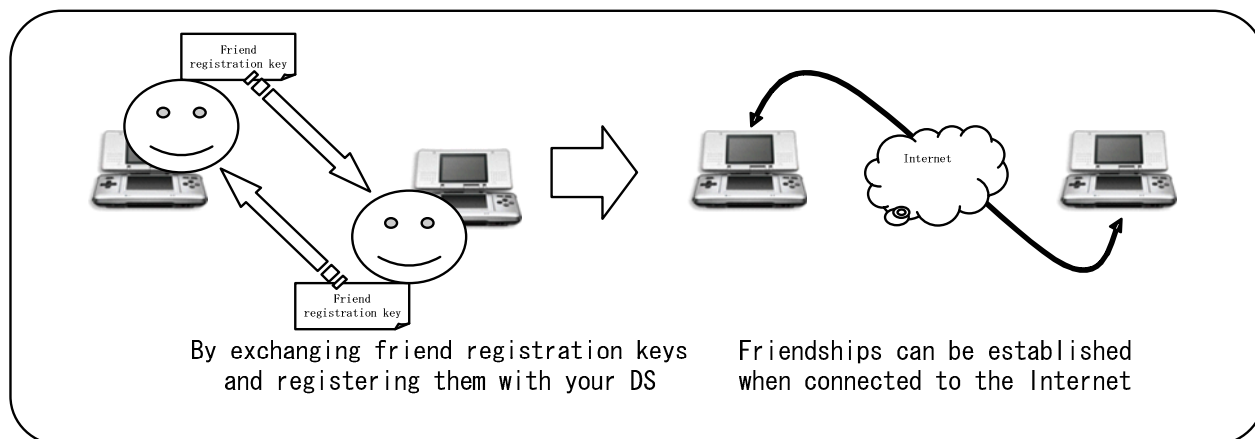 Friend
registration key
Friend
registration key
By exchanging friend registration keys
and registering them with your DS
Internet
Friendships can be established
when connected to the Internet